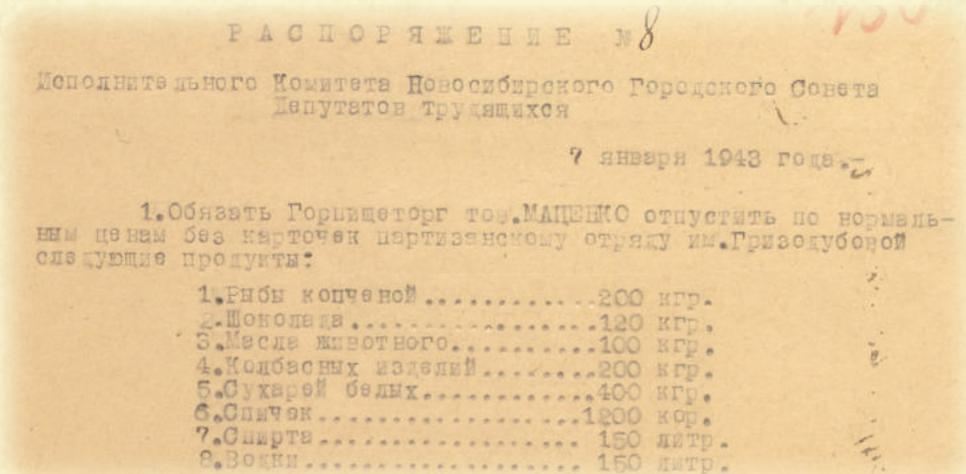 130
РАСПОРЯЖЕНИЕ № 8
Исполнительного Комитета Новосибирского Городского Совета
Депутатов трудящихся
7 января 1943 года.-
1.Обязать Горпищеторг тов.МАЦЕНКО отпустить по нормаль-
ным ценам без карточек партизанскому отряду им.Гризодубовой
следующие продукты:
1.Рыбы копченой............200 кгр.
2.Шоколада.................120 кгр.
3.Масла животного..........100 кгр.
4.Колбасных изделий........200 кгр.
5.Сухарей белых............400 кгр.
6.Спичек..................1200 кор.
7.Спирта.................. 150 литр.
8.Водки................... 150 литр.